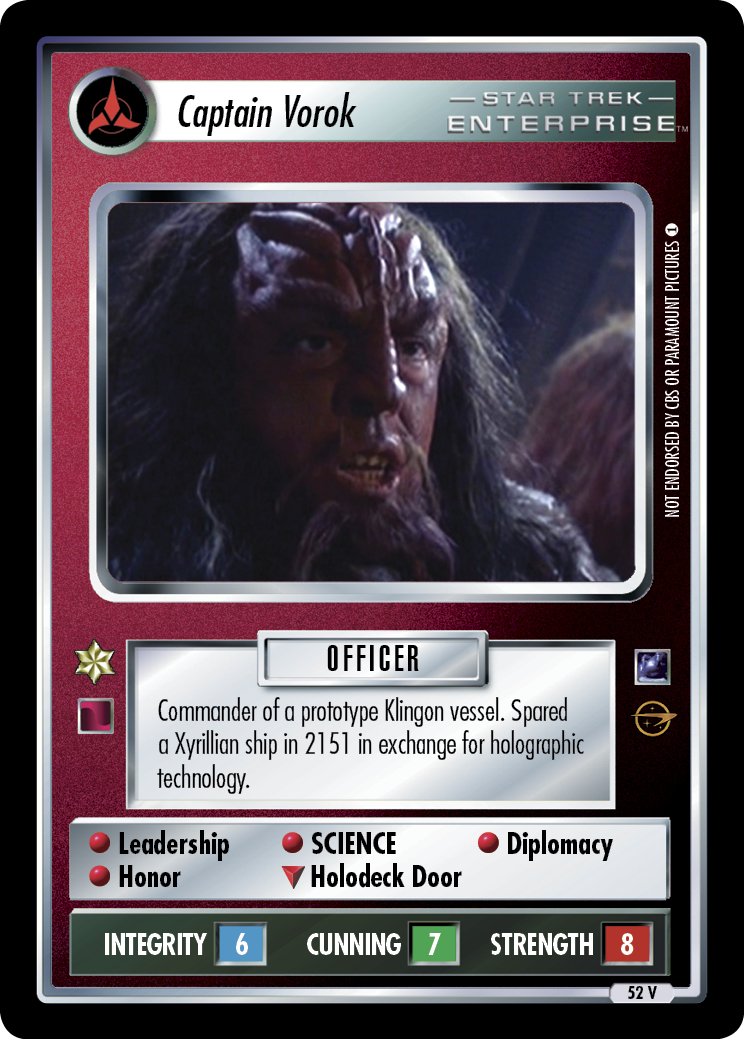 Captain Vorok
STAR TREK
ENTERPRISE™
NOT ENDORSED BY CBS OR PARAMOUNT PICTURES 1
OFFICER
Commander of a prototype Klingon vessel. Spared
a Xyrillian ship in 2151 in exchange for holographic
technology.
Leadership SCIENCE Diplomacy
Honor Holodeck Door
INTEGRITY 6 CUNNING 7 STRENGTH 8
52 V